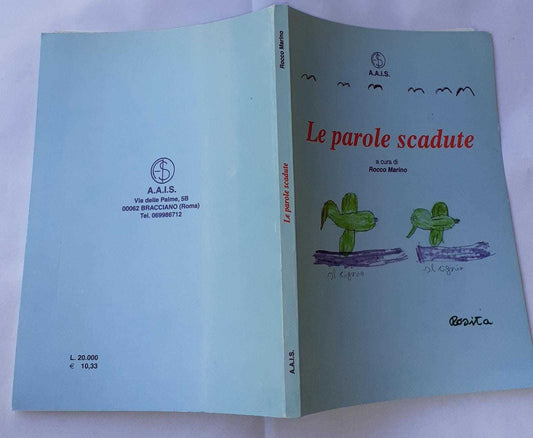 A.A.I.S.
Via delle Palme, 5B
00062 BRACCIANO (Roma)
Tel. 069986712
L. 20.000
€ 10,33
Rocco Marino
Le parole scadute
A.A.I.S.
A.A.I.S.
Le parole scadute
a cura di
Rocco Marino
il cigno
il cigno
Rosita